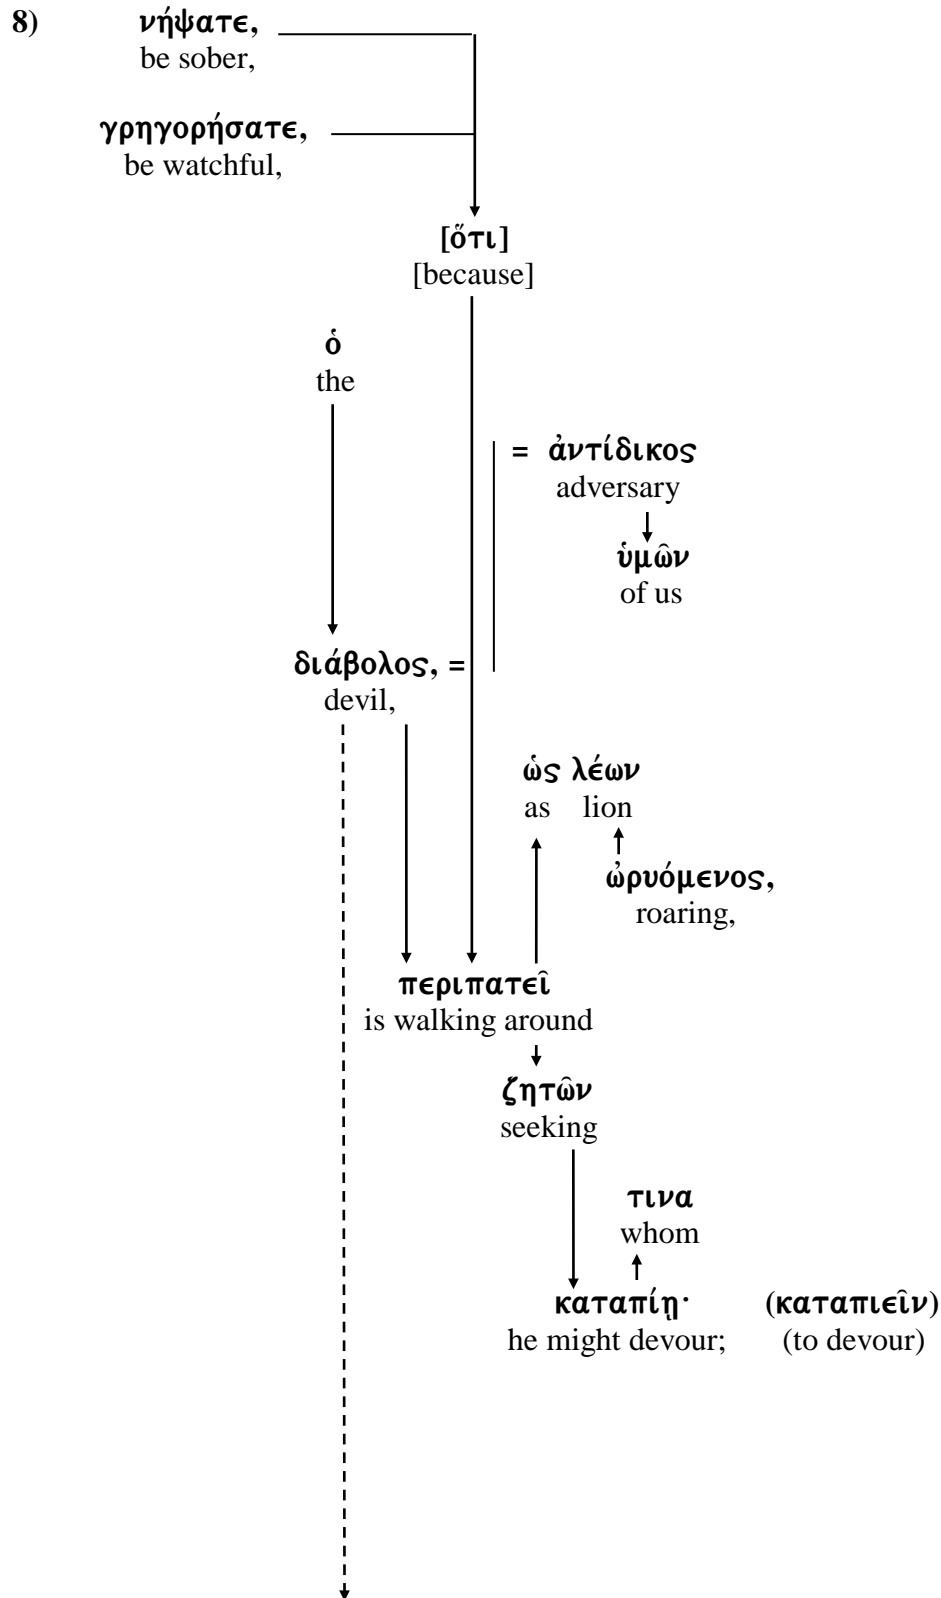 8) νήψατε,
be sober,
γρηγορήσατε,
be watchful,
[ὅτι]
[because]
ὁ
the
= ἀντίδικος
adversary
ὑμῶν
of us
διάβολος, =
devil,
ὡς λέων
as lion
ὠρυόμενος,
roaring,
περιπατεῖ
is walking around
ζητῶν
seeking
τινα
whom
καταπίῃ· (καταπιεῖν)
he might devour; (to devour)